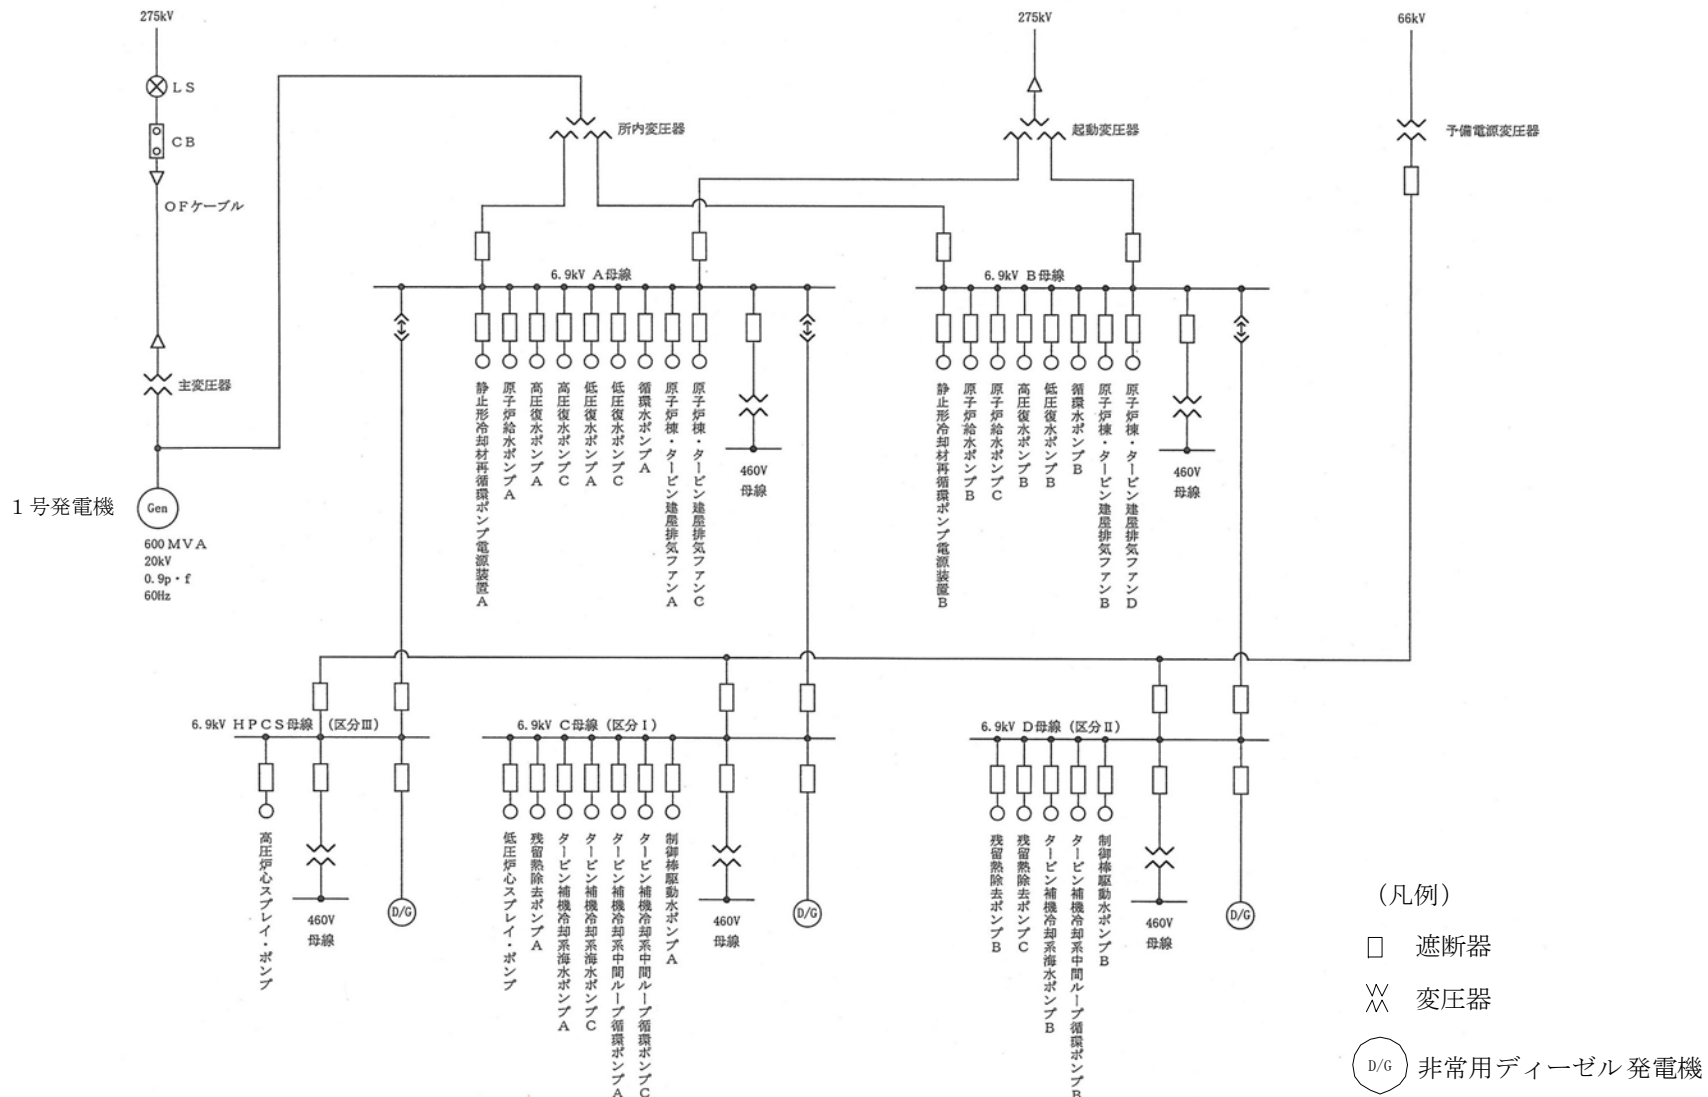 275kV
275kV
66kV
LS
CB
OFケーブル
所内変圧器
起動変圧器
予備電源変圧器
6.9kV A母線
6.9kV B母線
主変圧器
静止形冷却材再循環ポンプ電源装置A
原子炉給水ポンプA
高圧復水ポンプA
高圧復水ポンプC
低圧復水ポンプA
低圧復水ポンプC
循環水ポンプA
原子炉棟・タービン建屋排気ファンA
原子炉棟・タービン建屋排気ファンC
460V
母線
静止形冷却材再循環ポンプ電源装置B
原子炉給水ポンプB
原子炉給水ポンプC
高圧復水ポンプB
低圧復水ポンプB
循環水ポンプB
原子炉棟・タービン建屋排気ファンB
原子炉棟・タービン建屋排気ファンD
460V
母線
1号発電機
Gen
600MVA
20kV
0.9p・f
60Hz
6.9kV HPCS母線(区分Ⅲ)
6.9kV C母線(区分Ⅰ)
6.9kV D母線(区分Ⅱ)
高圧炉心スプレイ・ポンプ
460V
母線
D/G
低圧炉心スプレイ・ポンプ
残留熱除去ポンプA
タービン補機冷却系海水ポンプA
タービン補機冷却系海水ポンプC
タービン補機冷却系中間ループ循環ポンプA
タービン補機冷却系中間ループ循環ポンプC
制御棒駆動水ポンプA
460V
母線
D/G
残留熱除去ポンプB
残留熱除去ポンプC
タービン補機冷却系海水ポンプB
タービン補機冷却系中間ループ循環ポンプB
制御棒駆動水ポンプB
460V
母線
D/G
(凡例)
遮断器
変圧器
D/G 非常用ディーゼル発電機